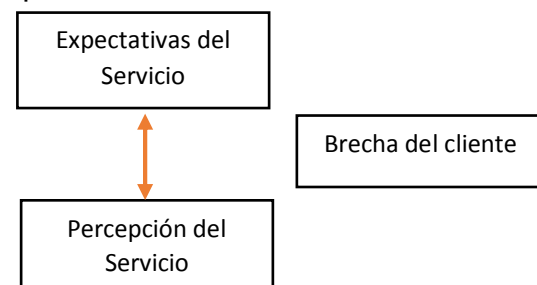 Expectativas del
Servicio
Brecha del cliente
Percepción del
Servicio